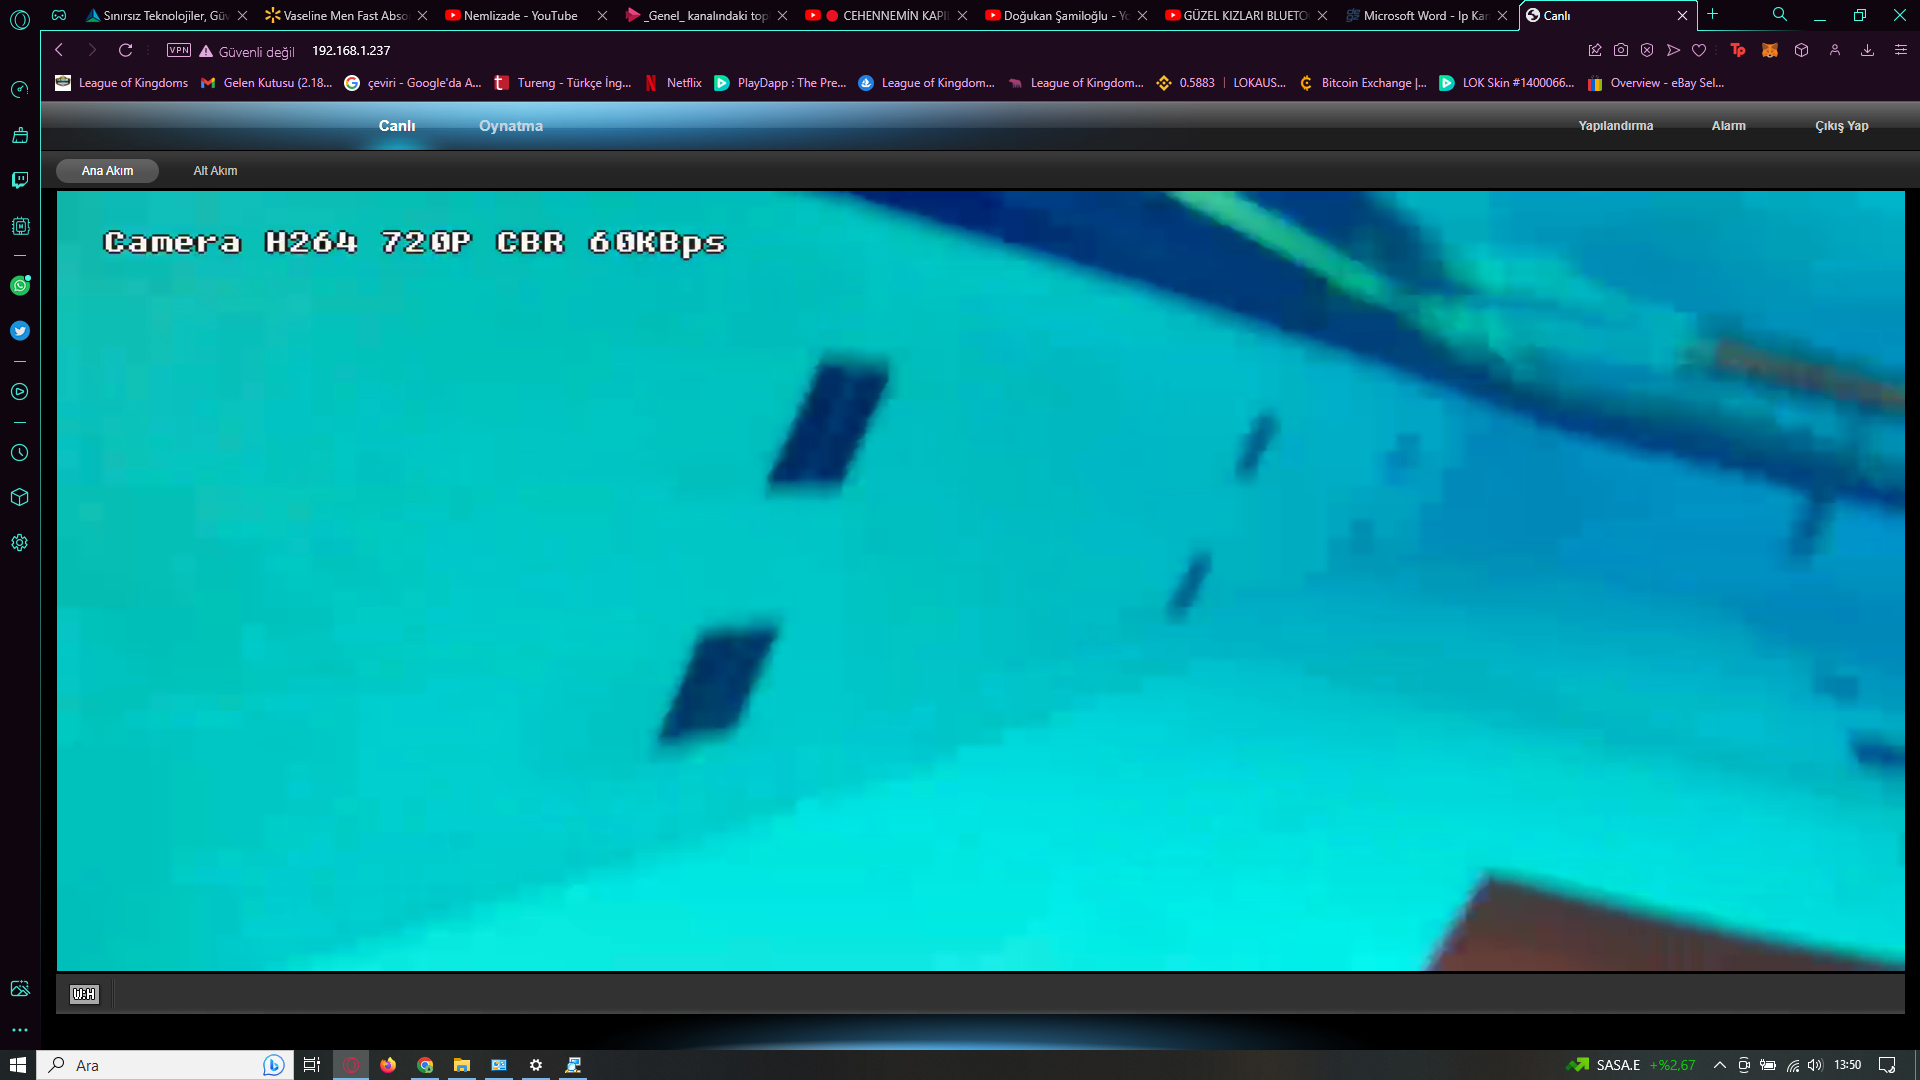 Sınırsız Teknolojiler, Gü
Vaseline Men Fast Abso
Nemlizade - YouTube
_Genel_ kanalındaki top
CEHENNEMİN KAPI
Doğukan Şamiloğlu - Yo
GÜZEL KIZLARI BLUETO
Microsoft Word - Ip Kan
Canlı
VPN
Güvenli değil
192.168.1.237
Tp
League of Kingdoms
Gelen Kutusu (2.18...
çeviri - Google'da A...
Tureng - Türkçe İng...
Netflix
PlayDapp : The Pre...
League of Kingdom...
League of Kingdom...
0.5883
LOKAUS...
Bitcoin Exchange |...
LOK Skin #1400066...
Overview - eBay Sel...
Canlı
Oynatma
Yapılandırma
Alarm
Çıkış Yap
Ana Akım
Alt Akım
Camera H264 720P CBR 60KBps
W:H
Ara
SASA.E +%2,67
13:50